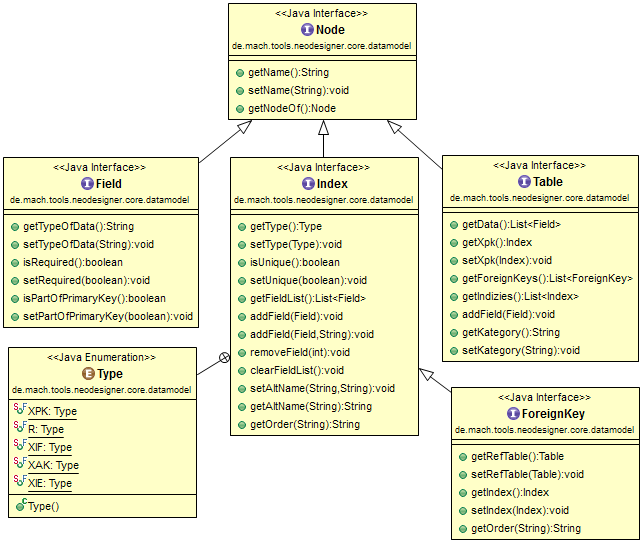 <<Java Interface>>
I Node
de.mach.tools.neodesigner.core.datamodel
getName():String
setName(String):void
getNodeOf():Node
<<Java Interface>>
I Field
de.mach.tools.neodesigner.core.datamodel
getTypeOfData():String
setTypeOfData(String):void
isRequired():boolean
setRequired(boolean):void
isPartOfPrimaryKey():boolean
setPartOfPrimaryKey(boolean):void
<<Java Interface>>
I Index
de.mach.tools.neodesigner.core.datamodel
getType():Type
setType(Type):void
isUnique():boolean
setUnique(boolean):void
getFieldList():List<Field>
addField(Field):void
addField(Field,String):void
removeField(int):void
clearFieldList():void
setAltName(String,String):void
getAltName(String):String
getOrder(String):String
<<Java Interface>>
I Table
de.mach.tools.neodesigner.core.datamodel
getData():List<Field>
getXpk():Index
setXpk(Index):void
getForeignKeys():List<ForeignKey>
getIndizies():List<Index>
addField(Field):void
getKategory():String
setKategory(String):void
<<Java Enumeration>>
E Type
de.mach.tools.neodesigner.core.datamodel
S F XPK: Type
S F R: Type
S F XIF: Type
S F XAK: Type
S F XIE: Type
C Type()
<<Java Interface>>
I ForeignKey
de.mach.tools.neodesigner.core.datamodel
getRefTable():Table
setRefTable(Table):void
getIndex():Index
setIndex(Index):void
getOrder(String):String